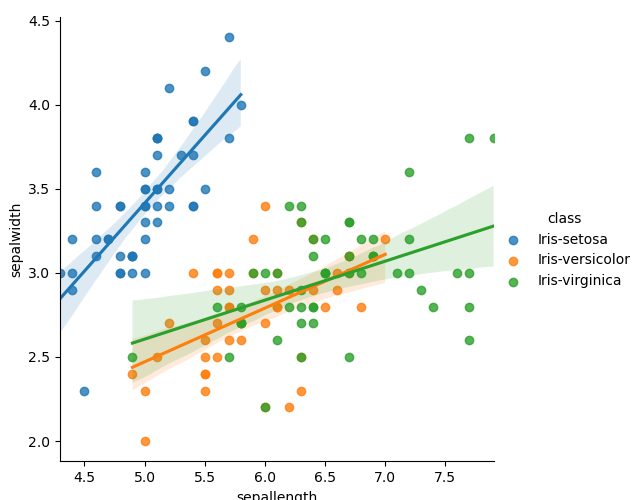 4.5
4.0
3.5
3.0
2.5
2.0
sepalwidth
4.5 5.0 5.5 6.0 6.5 7.0 7.5
sepallength
class
Iris-setosa
Iris-versicolor
Iris-virginica